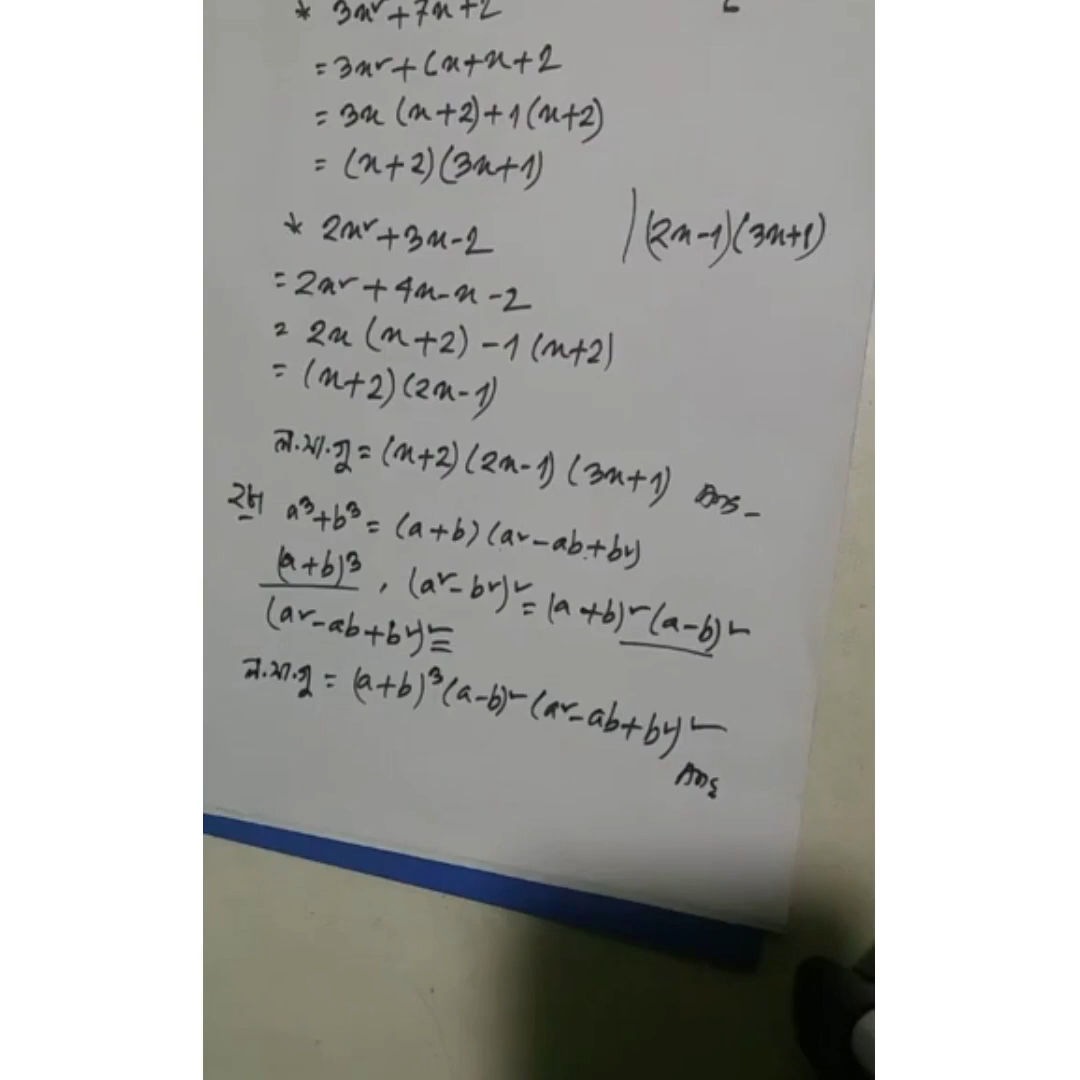 * 3x²+7x+2
= 3x²+6x+x+2
= 3x(x+2)+1(x+2)
= (x+2)(3x+1)
* 2x²+3x-2
(2x-1)(3x+1)
= 2x²+4x-x-2
= 2x(x+2)-1(x+2)
= (x+2)(2x-1)
ল.সা.গু = (x+2)(2x-1)(3x+1) Ans
a³+b³ = (a+b)(a²-ab+b²)
(a+b)³, (a²-b²)² = (a+b)²(a-b)²
(a²-ab+b²)²
ল.সা.গু = (a+b)³(a-b)²(a²-ab+b²)²
Ans